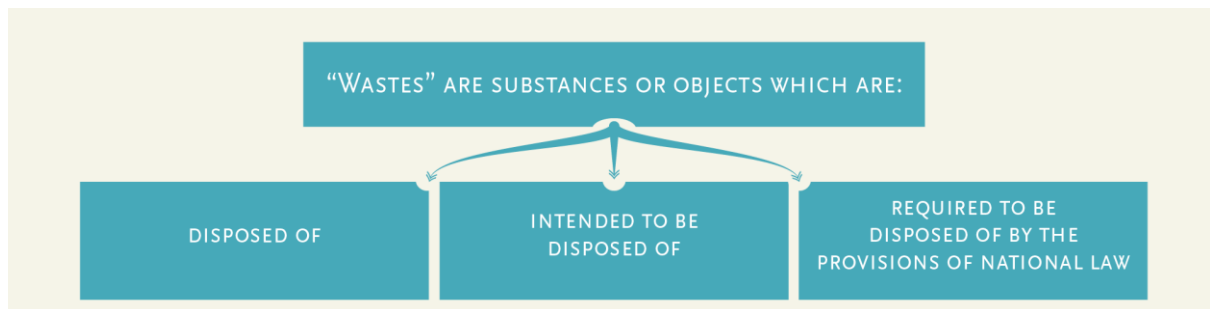 “Wastes” are substances or objects which are:
disposed of
intended to be
disposed of
required to be
disposed of by the
provisions of national law